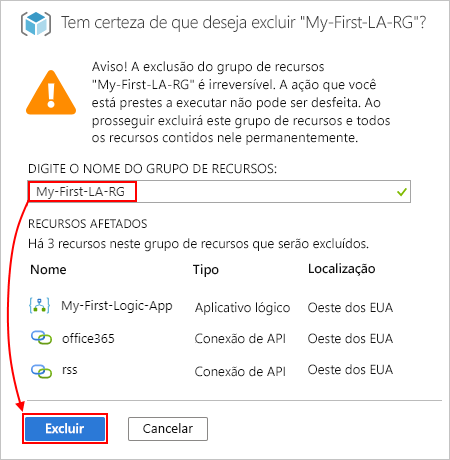 Tem certeza de que deseja excluir "My-First-LA-RG"?
Aviso! A exclusão do grupo de recursos
"My-First-LA-RG" é irreversível. A ação que você
está prestes a executar não pode ser desfeita. Ao
prosseguir excluirá este grupo de recursos e todos
os recursos contidos nele permanentemente.
DIGITE O NOME DO GRUPO DE RECURSOS:
My-First-LA-RG
RECURSOS AFETADOS
Há 3 recursos neste grupo de recursos que serão excluídos.
Nome Tipo Localização
My-First-Logic-App Aplicativo lógico Oeste dos EUA
office365 Conexão de API Oeste dos EUA
rss Conexão de API Oeste dos EUA
Excluir Cancelar